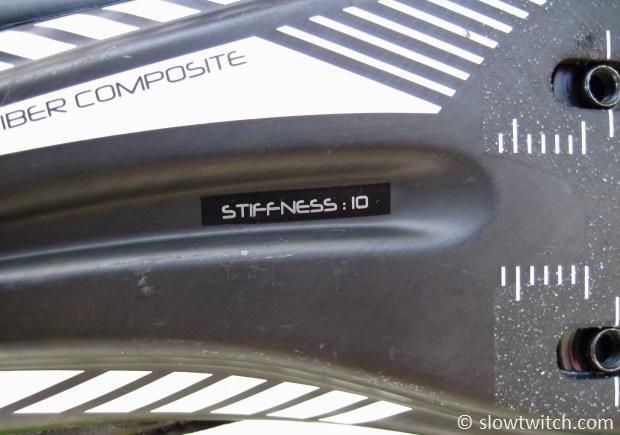 IBER COMPOSITE
STIFFNESS : 10
© slowtwitch.com